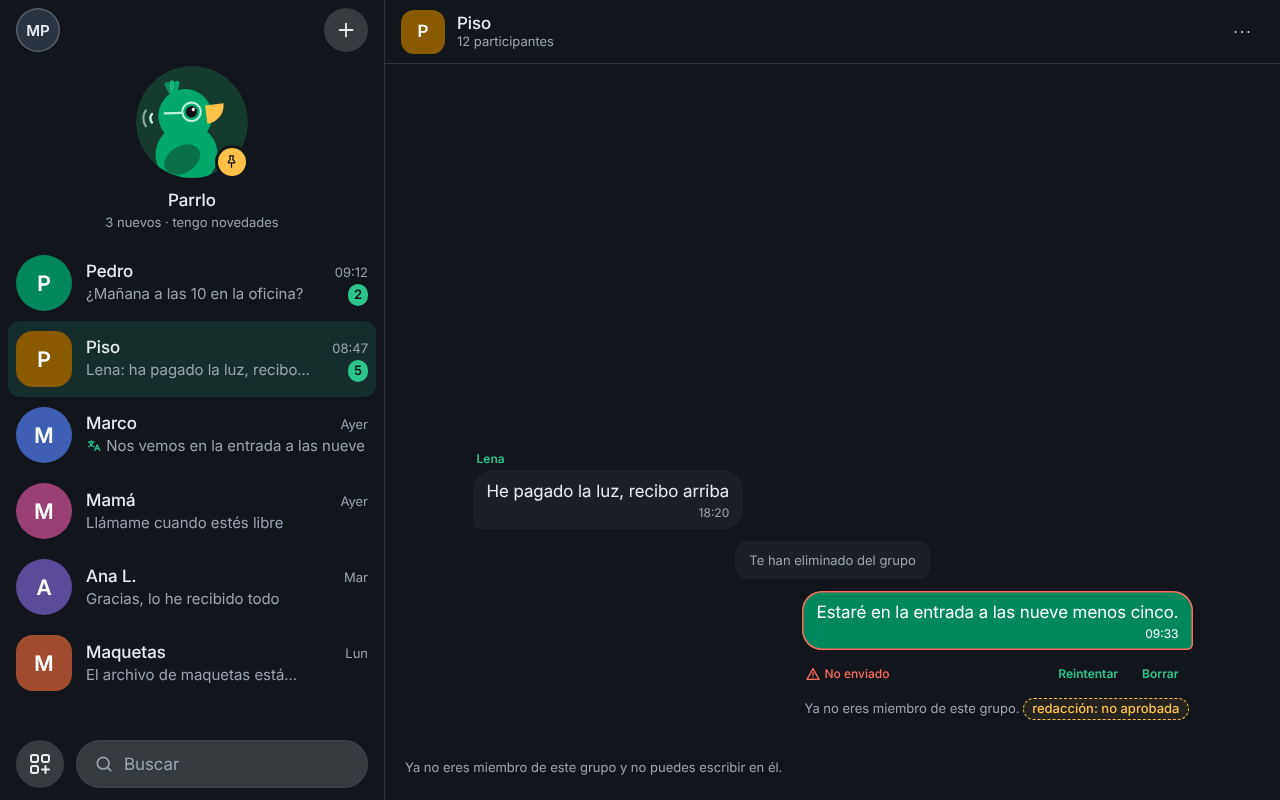 MP
Parrlo
3 nuevos · tengo novedades
P
Pedro
09:12
¿Mañana a las 10 en la oficina?
2
P
Piso
08:47
Lena: ha pagado la luz, recibo...
5
M
Marco
Ayer
Nos vemos en la entrada a las nueve
M
Mamá
Ayer
Llámame cuando estés libre
A
Ana L.
Mar
Gracias, lo he recibido todo
M
Maquetas
Lun
El archivo de maquetas está...
Buscar
P
Piso
12 participantes
Lena
He pagado la luz, recibo arriba
18:20
Te han eliminado del grupo
Estaré en la entrada a las nueve menos cinco.
09:33
No enviado
Reintentar
Borrar
Ya no eres miembro de este grupo. redacción: no aprobada
Ya no eres miembro de este grupo y no puedes escribir en él.